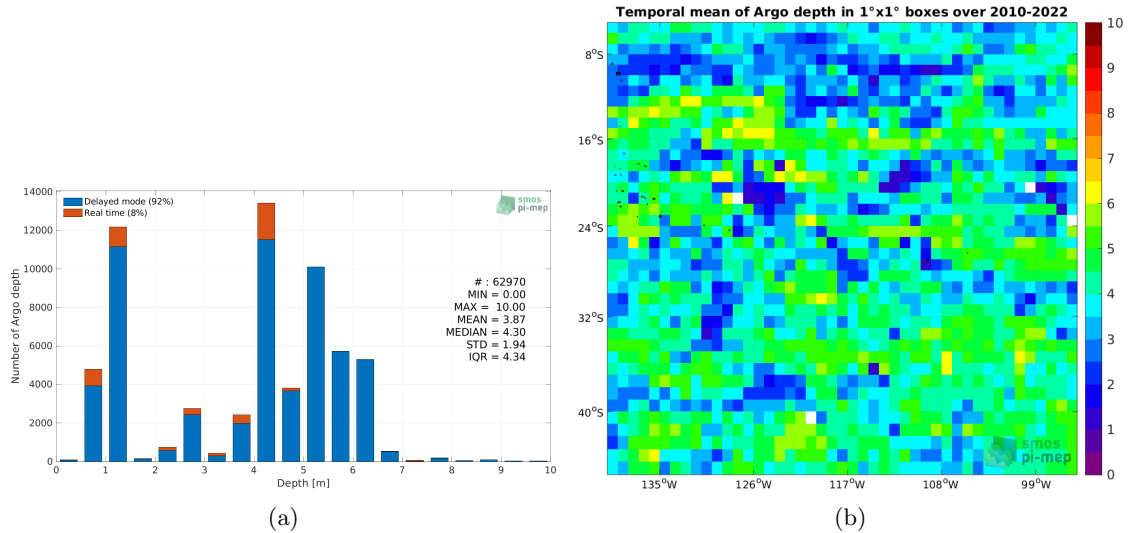 Delayed mode (92%)
Real time (8%)
smos
pi-mep
# : 62970
MIN = 0.00
MAX = 10.00
MEAN = 3.87
MEDIAN = 4.30
STD = 1.94
IQR = 4.34
Number of Argo depth
14000
12000
10000
8000
6000
4000
2000
0
0 1 2 3 4 5 6 7 8 9 10
Depth [m]
(a)
Temporal mean of Argo depth in 1°x1° boxes over 2010-2022
8°S
16°S
24°S
32°S
40°S
135°W 126°W 117°W 108°W 99°W
smos
pi-mep
10
9
8
7
6
5
4
3
2
1
0
(b)